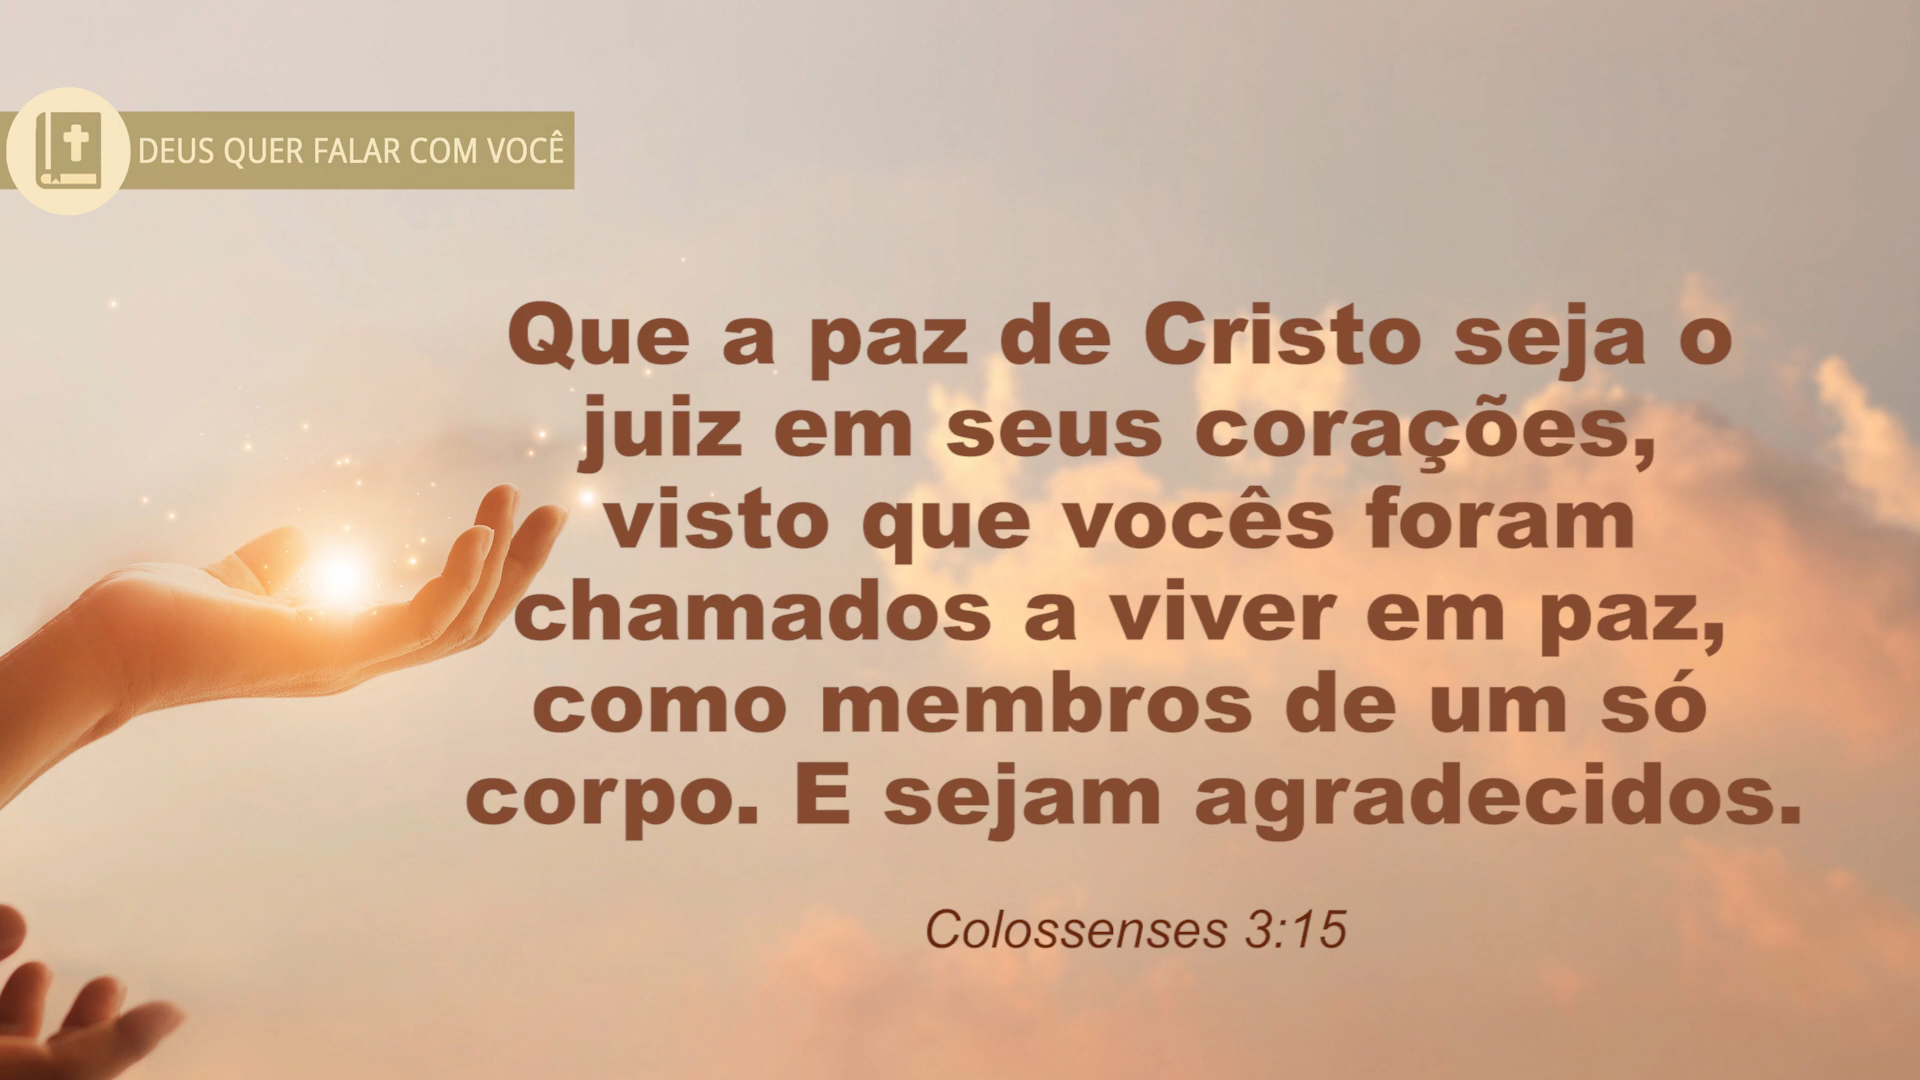 DEUS QUER FALAR COM VOCÊ
Que a paz de Cristo seja o
juiz em seus corações,
visto que vocês foram
chamados a viver em paz,
como membros de um só
corpo. E sejam agradecidos.
Colossenses 3:15